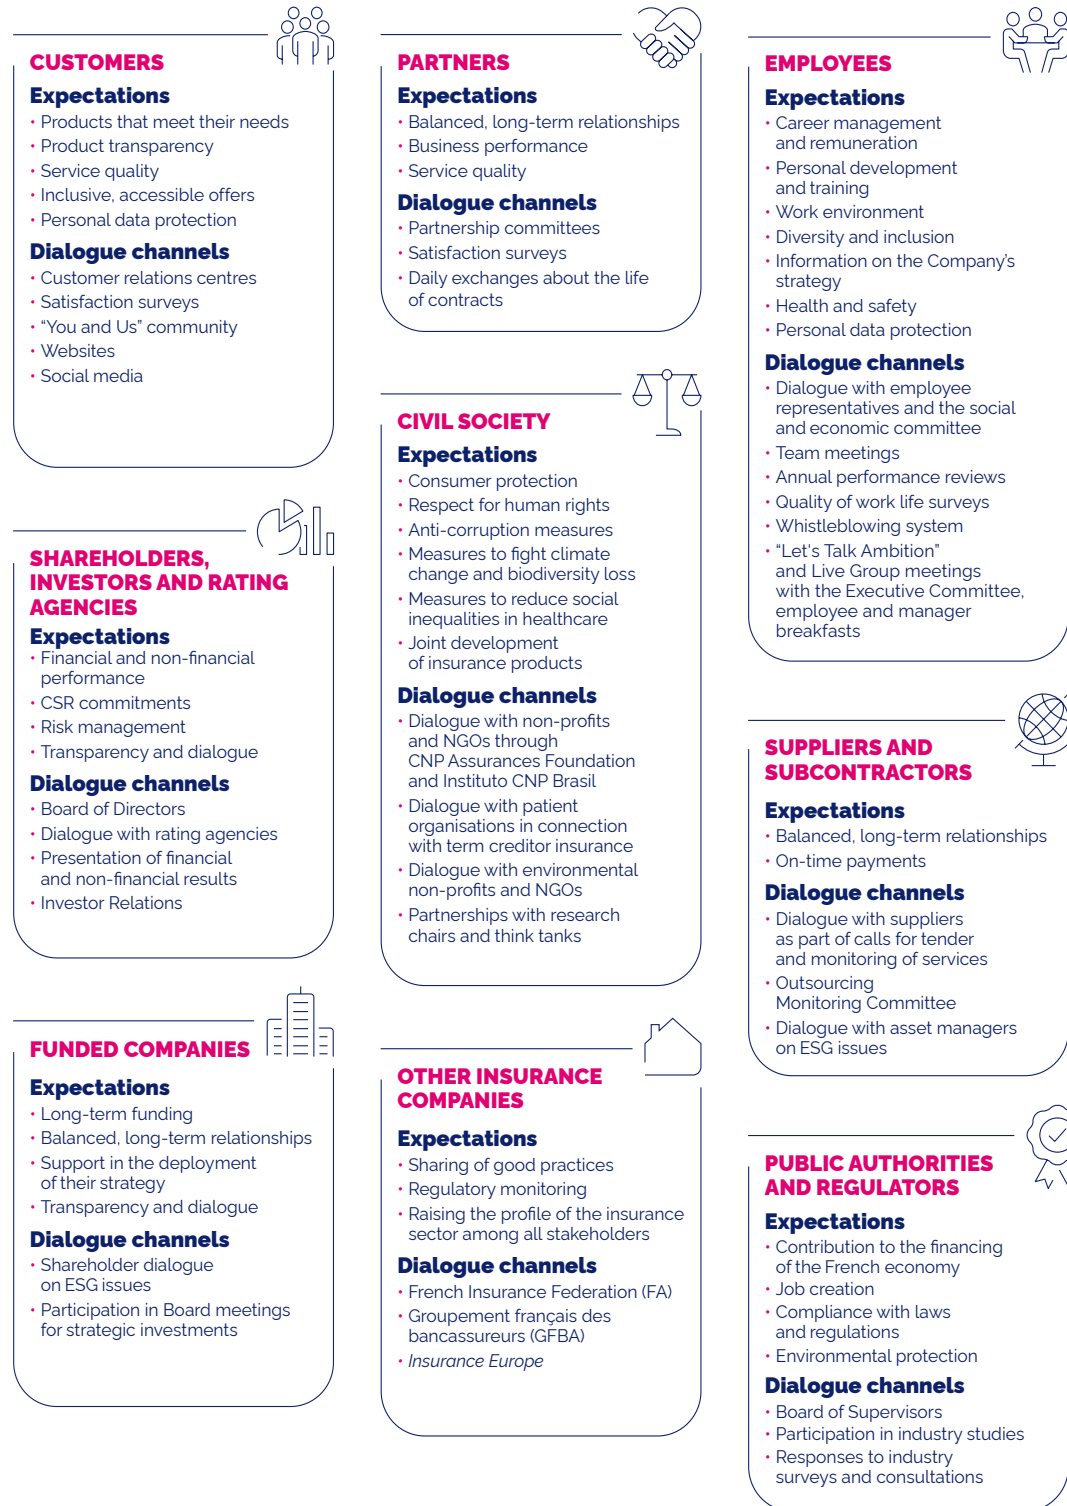 CUSTOMERS
Expectations
• Products that meet their needs
• Product transparency
• Service quality
• Inclusive, accessible offers
• Personal data protection
Dialogue channels
• Customer relations centres
• Satisfaction surveys
• “You and Us” community
• Websites
• Social media
SHAREHOLDERS,
INVESTORS AND RATING
AGENCIES
Expectations
• Financial and non-financial
performance
• CSR commitments
• Risk management
• Transparency and dialogue
Dialogue channels
• Board of Directors
• Dialogue with rating agencies
• Presentation of financial
and non-financial results
• Investor Relations
FUNDED COMPANIES
Expectations
• Long-term funding
• Balanced, long-term relationships
• Support in the deployment
of their strategy
• Transparency and dialogue
Dialogue channels
• Shareholder dialogue
on ESG issues
• Participation in Board meetings
for strategic investments
PARTNERS
Expectations
• Balanced, long-term relationships
• Business performance
• Service quality
Dialogue channels
• Partnership committees
• Satisfaction surveys
• Daily exchanges about the life
of contracts
CIVIL SOCIETY
Expectations
• Consumer protection
• Respect for human rights
• Anti-corruption measures
• Measures to fight climate
change and biodiversity loss
• Measures to reduce social
inequalities in healthcare
• Joint development
of insurance products
Dialogue channels
• Dialogue with non-profits
and NGOs through
CNP Assurances Foundation
and Instituto CNP Brasil
• Dialogue with patient
organisations in connection
with term creditor insurance
• Dialogue with environmental
non-profits and NGOs
• Partnerships with research
chairs and think tanks
OTHER INSURANCE
COMPANIES
Expectations
• Sharing of good practices
• Regulatory monitoring
• Raising the profile of the insurance
sector among all stakeholders
Dialogue channels
• French Insurance Federation (FA)
• Groupement français des
bancassureurs (GFBA)
• Insurance Europe
EMPLOYEES
Expectations
• Career management
and remuneration
• Personal development
and training
• Work environment
• Diversity and inclusion
• Information on the Company’s
strategy
• Health and safety
• Personal data protection
Dialogue channels
• Dialogue with employee
representatives and the social
and economic committee
• Team meetings
• Annual performance reviews
• Quality of work life surveys
• Whistleblowing system
• “Let's Talk Ambition”
and Live Group meetings
with the Executive Committee,
employee and manager
breakfasts
SUPPLIERS AND
SUBCONTRACTORS
Expectations
• Balanced, long-term relationships
• On-time payments
Dialogue channels
• Dialogue with suppliers
as part of calls for tender
and monitoring of services
• Outsourcing
Monitoring Committee
• Dialogue with asset managers
on ESG issues
PUBLIC AUTHORITIES
AND REGULATORS
Expectations
• Contribution to the financing
of the French economy
• Job creation
• Compliance with laws
and regulations
• Environmental protection
Dialogue channels
• Board of Supervisors
• Participation in industry studies
• Responses to industry
surveys and consultations